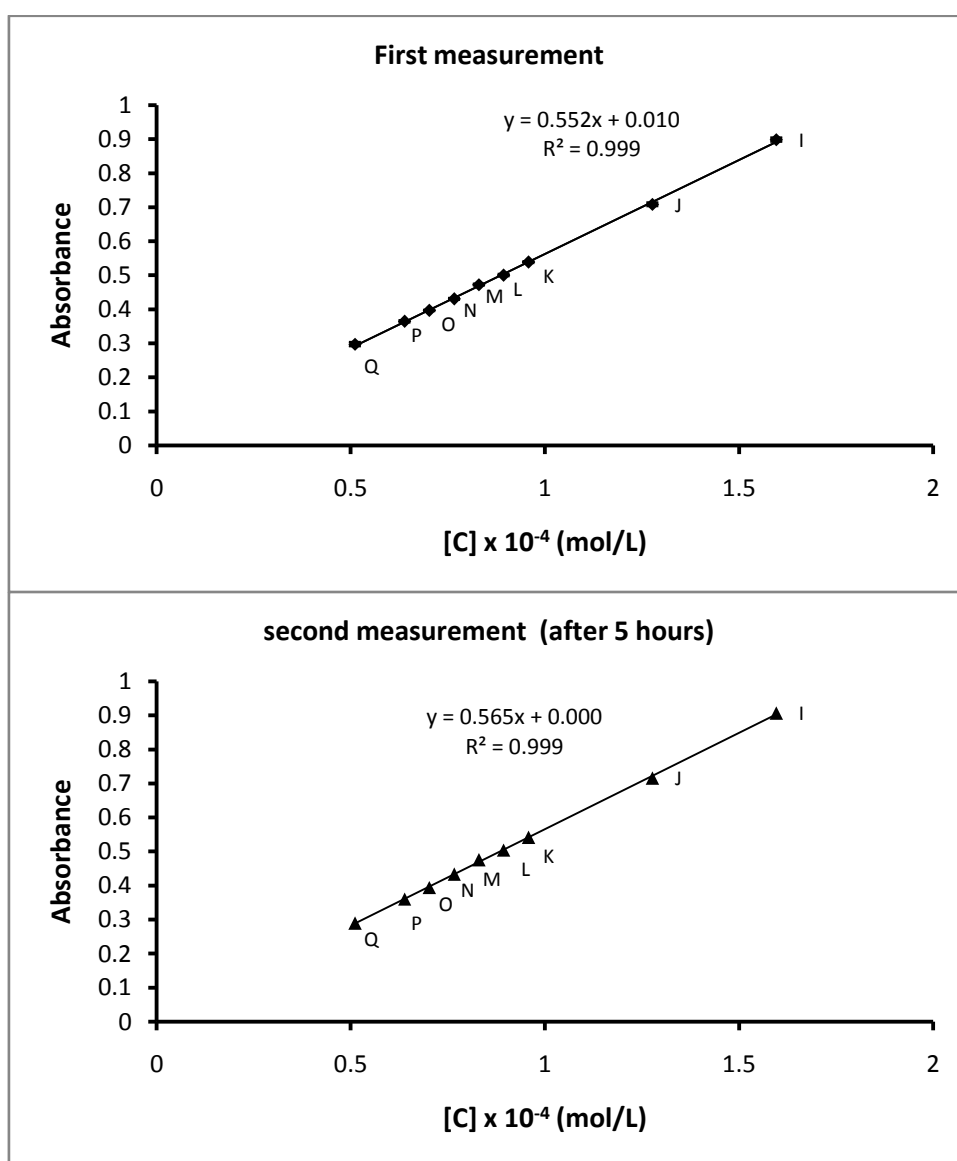 First measurement
y = 0.552x + 0.010
R² = 0.999
1
0.9
0.8
0.7
0.6
0.5
0.4
0.3
0.2
0.1
0
Absorbance
I
J
K
L
M
N
O
P
Q
0 0.5 1 1.5 2
[C] x 10⁻⁴ (mol/L)
second measurement (after 5 hours)
y = 0.565x + 0.000
R² = 0.999
1
0.9
0.8
0.7
0.6
0.5
0.4
0.3
0.2
0.1
0
Absorbance
I
J
K
L
M
N
O
P
Q
0 0.5 1 1.5 2
[C] x 10⁻⁴ (mol/L)